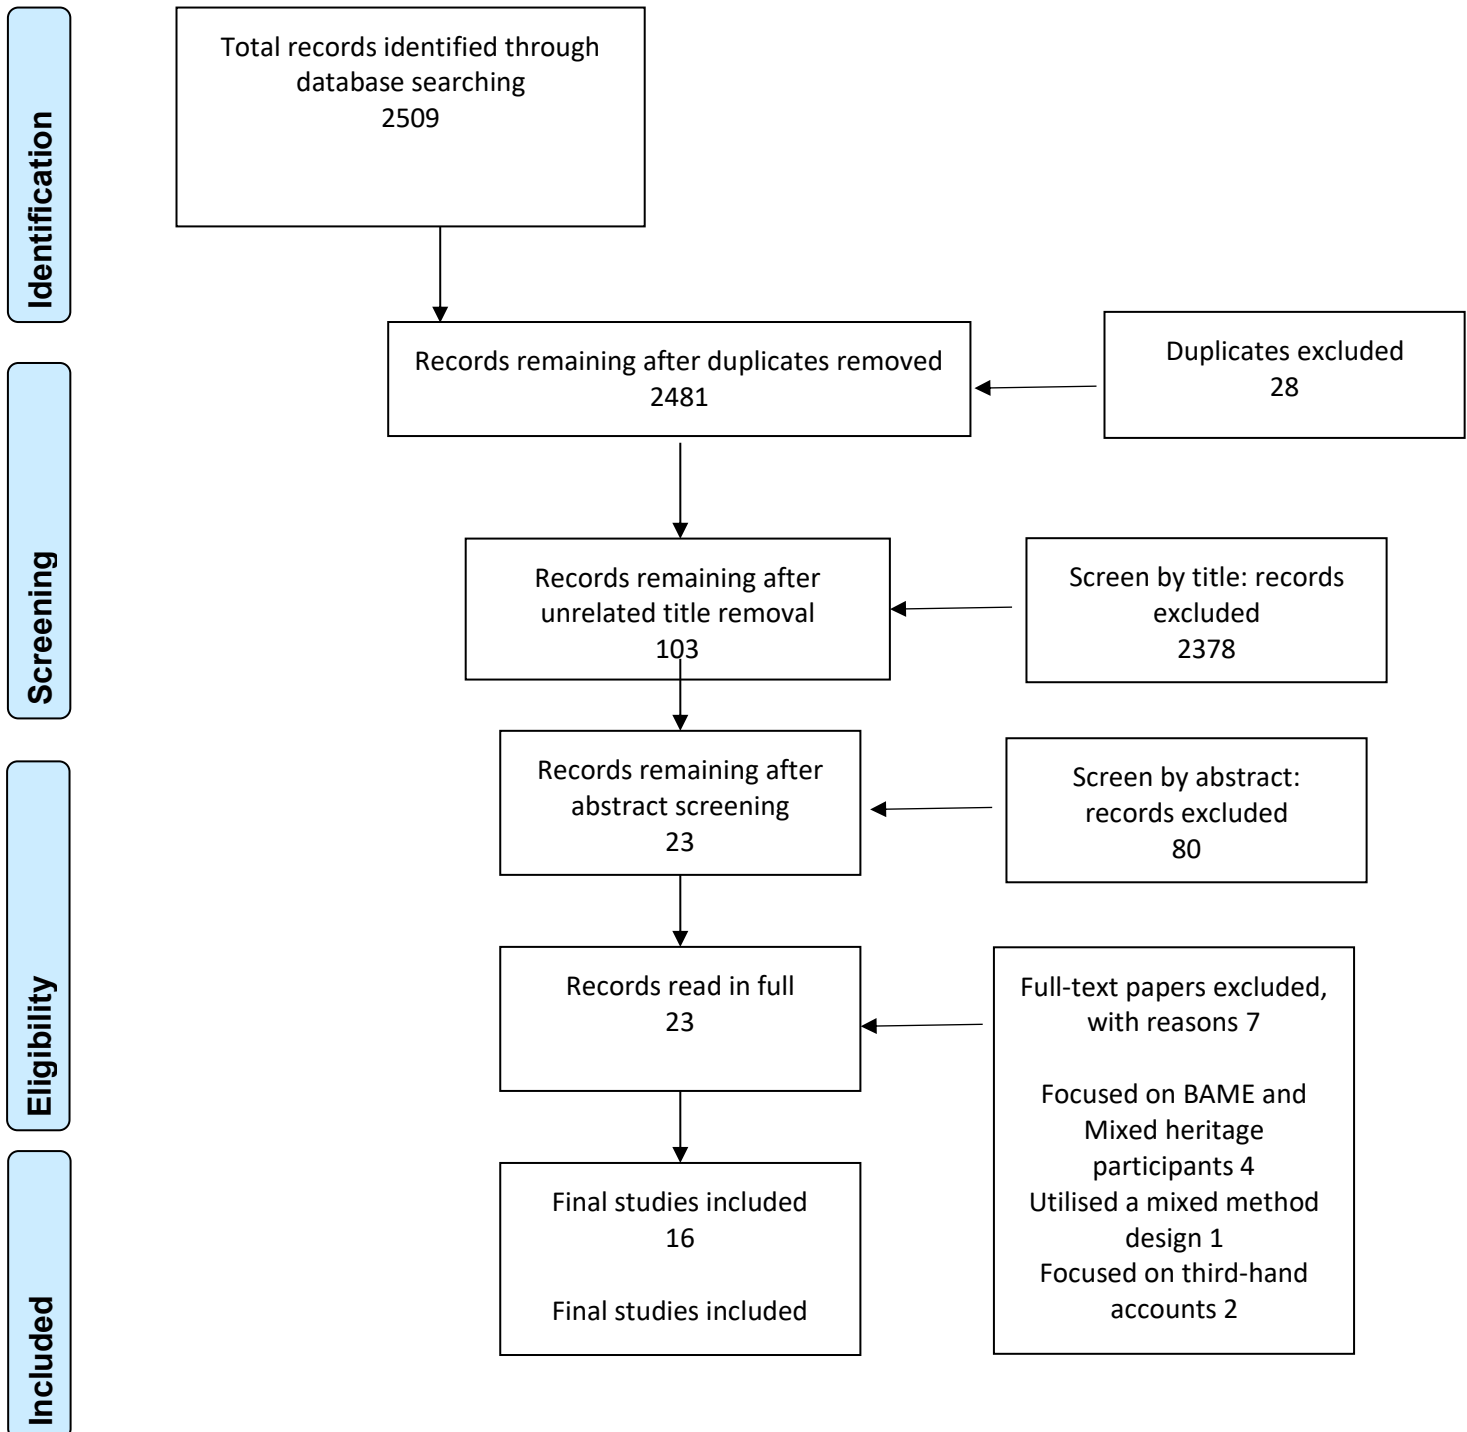 Identification
Total records identified through
database searching
2509
Records remaining after duplicates removed
2481
Duplicates excluded
28
Screening
Records remaining after
unrelated title removal
103
Screen by title: records
excluded
2378
Records remaining after
abstract screening
23
Screen by abstract:
records excluded
80
Eligibility
Records read in full
23
Full-text papers excluded,
with reasons 7
Focused on BAME and
Mixed heritage
participants 4
Utilised a mixed method
design 1
Focused on third-hand
accounts 2
Included
Final studies included
16
Final studies included